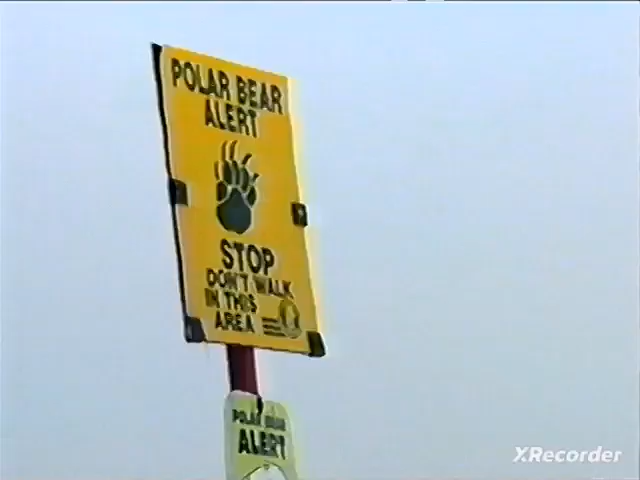 POLAR BEAR
ALERT
STOP
DON'T WALK
IN THIS
AREA
POLAR BEAR
ALERT
XRecorder